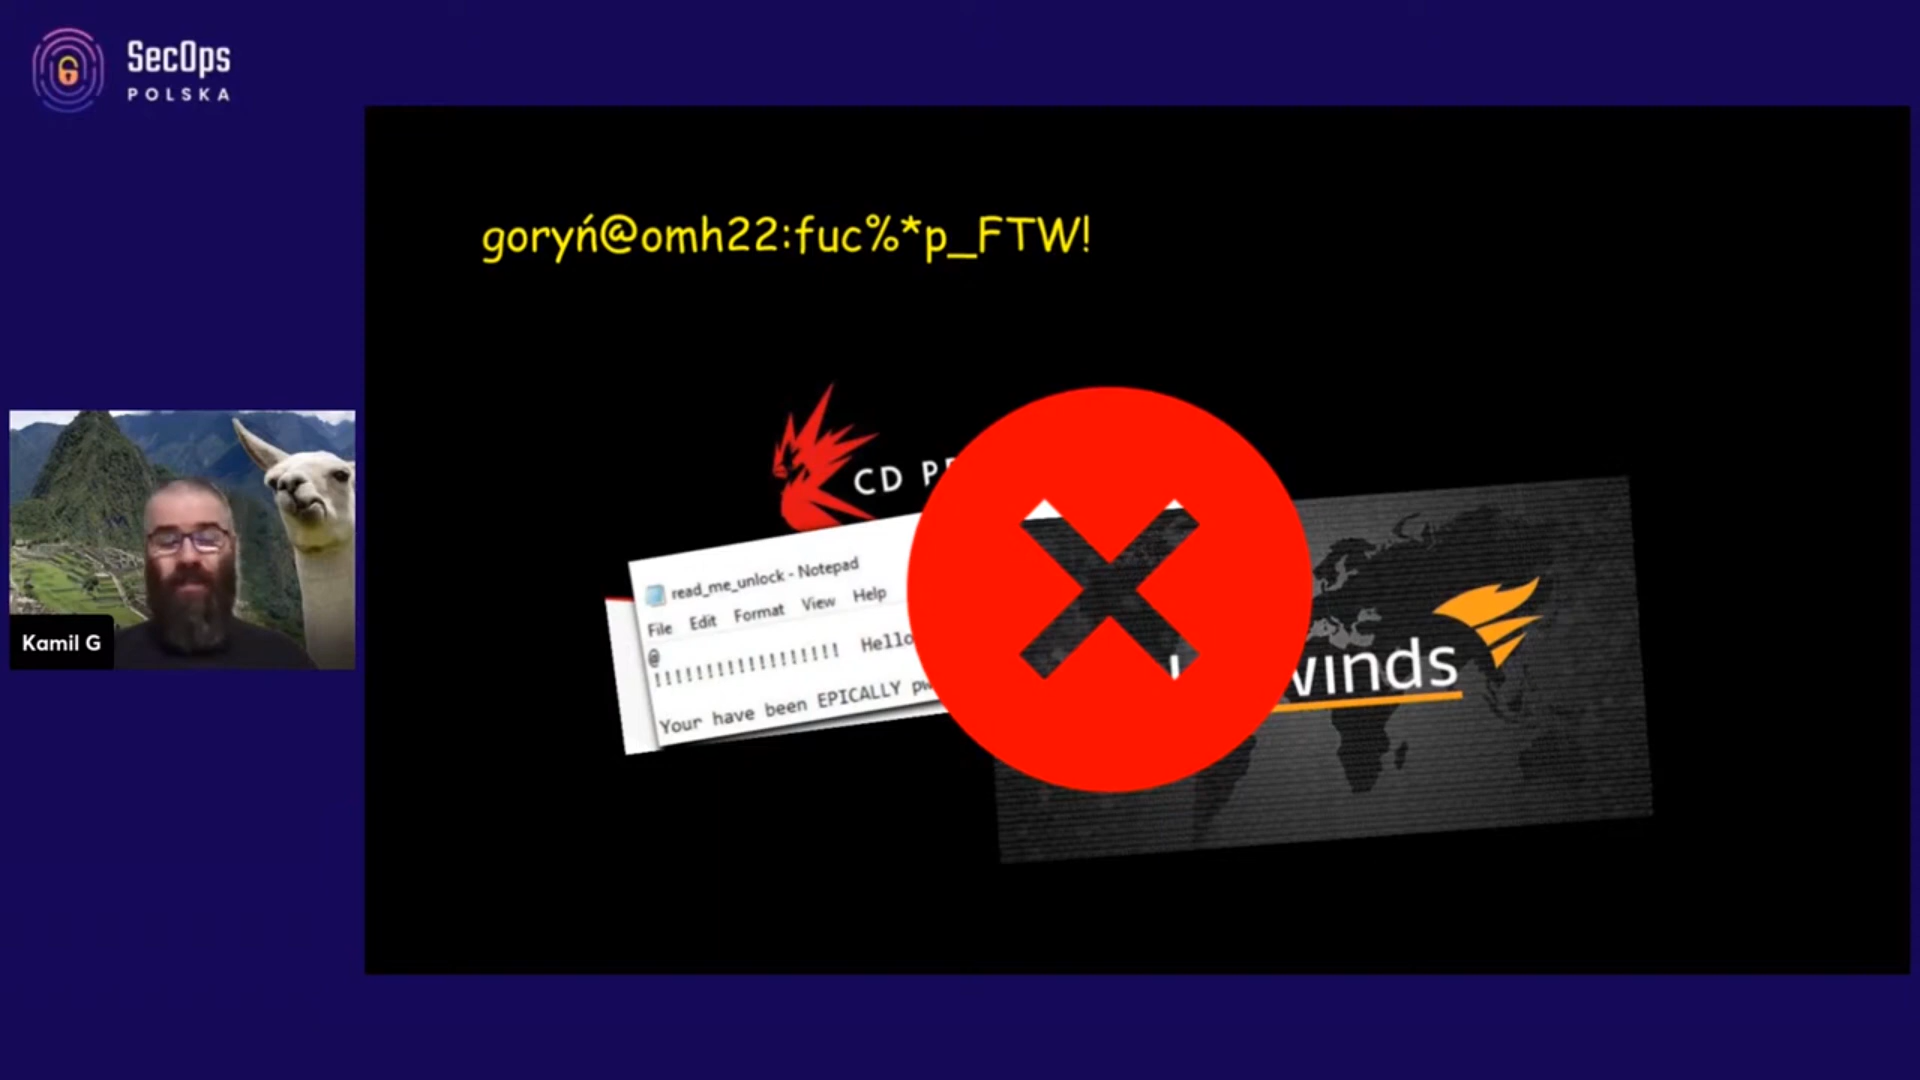 SecOps
POLSKA
goryń@omh22:fuc%*p_FTW!
CD
read_me_unlock - Notepad
File Edit Format View Help
@
!!!!!!!!!!!!!!!!! Hello
Your have been EPICALLY
winds
Kamil G